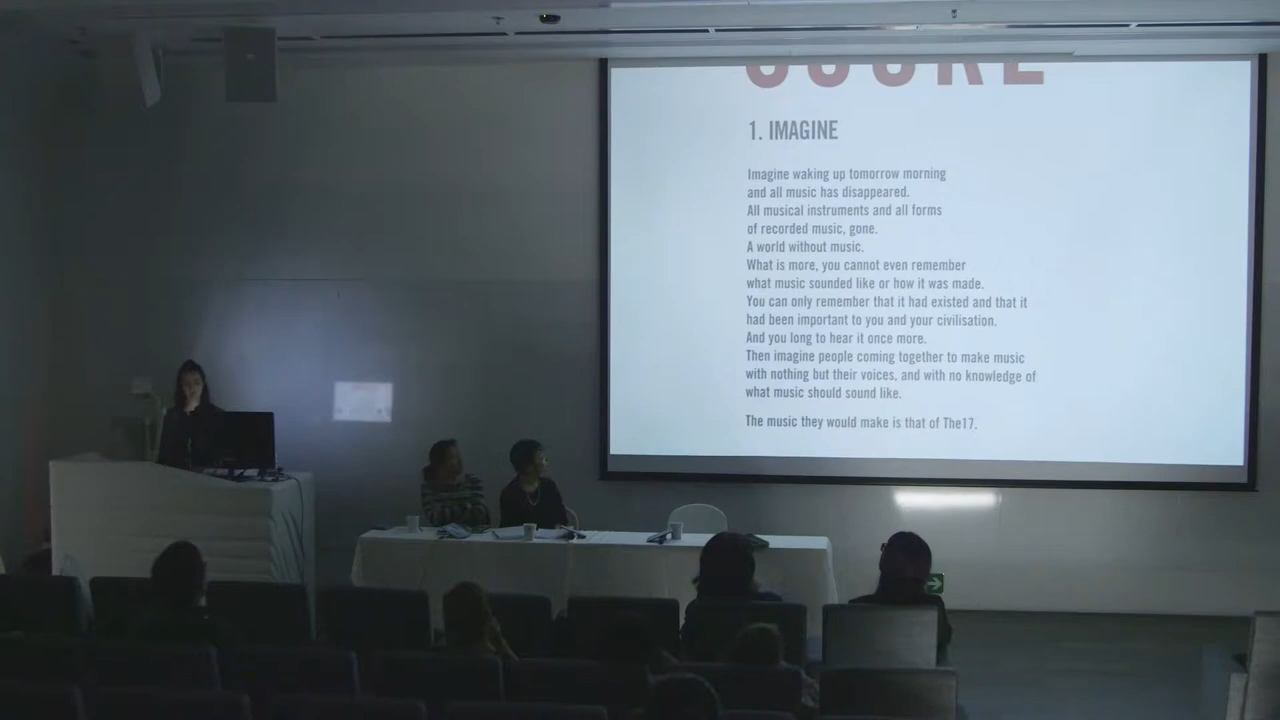 SCORE
1. IMAGINE
Imagine waking up tomorrow morning
and all music has disappeared.
All musical instruments and all forms
of recorded music, gone.
A world without music.
What is more, you cannot even remember
what music sounded like or how it was made.
You can only remember that it had existed and that it
had been important to you and your civilisation.
And you long to hear it once more.
Then imagine people coming together to make music
with nothing but their voices, and with no knowledge of
what music should sound like.
The music they would make is that of The17.